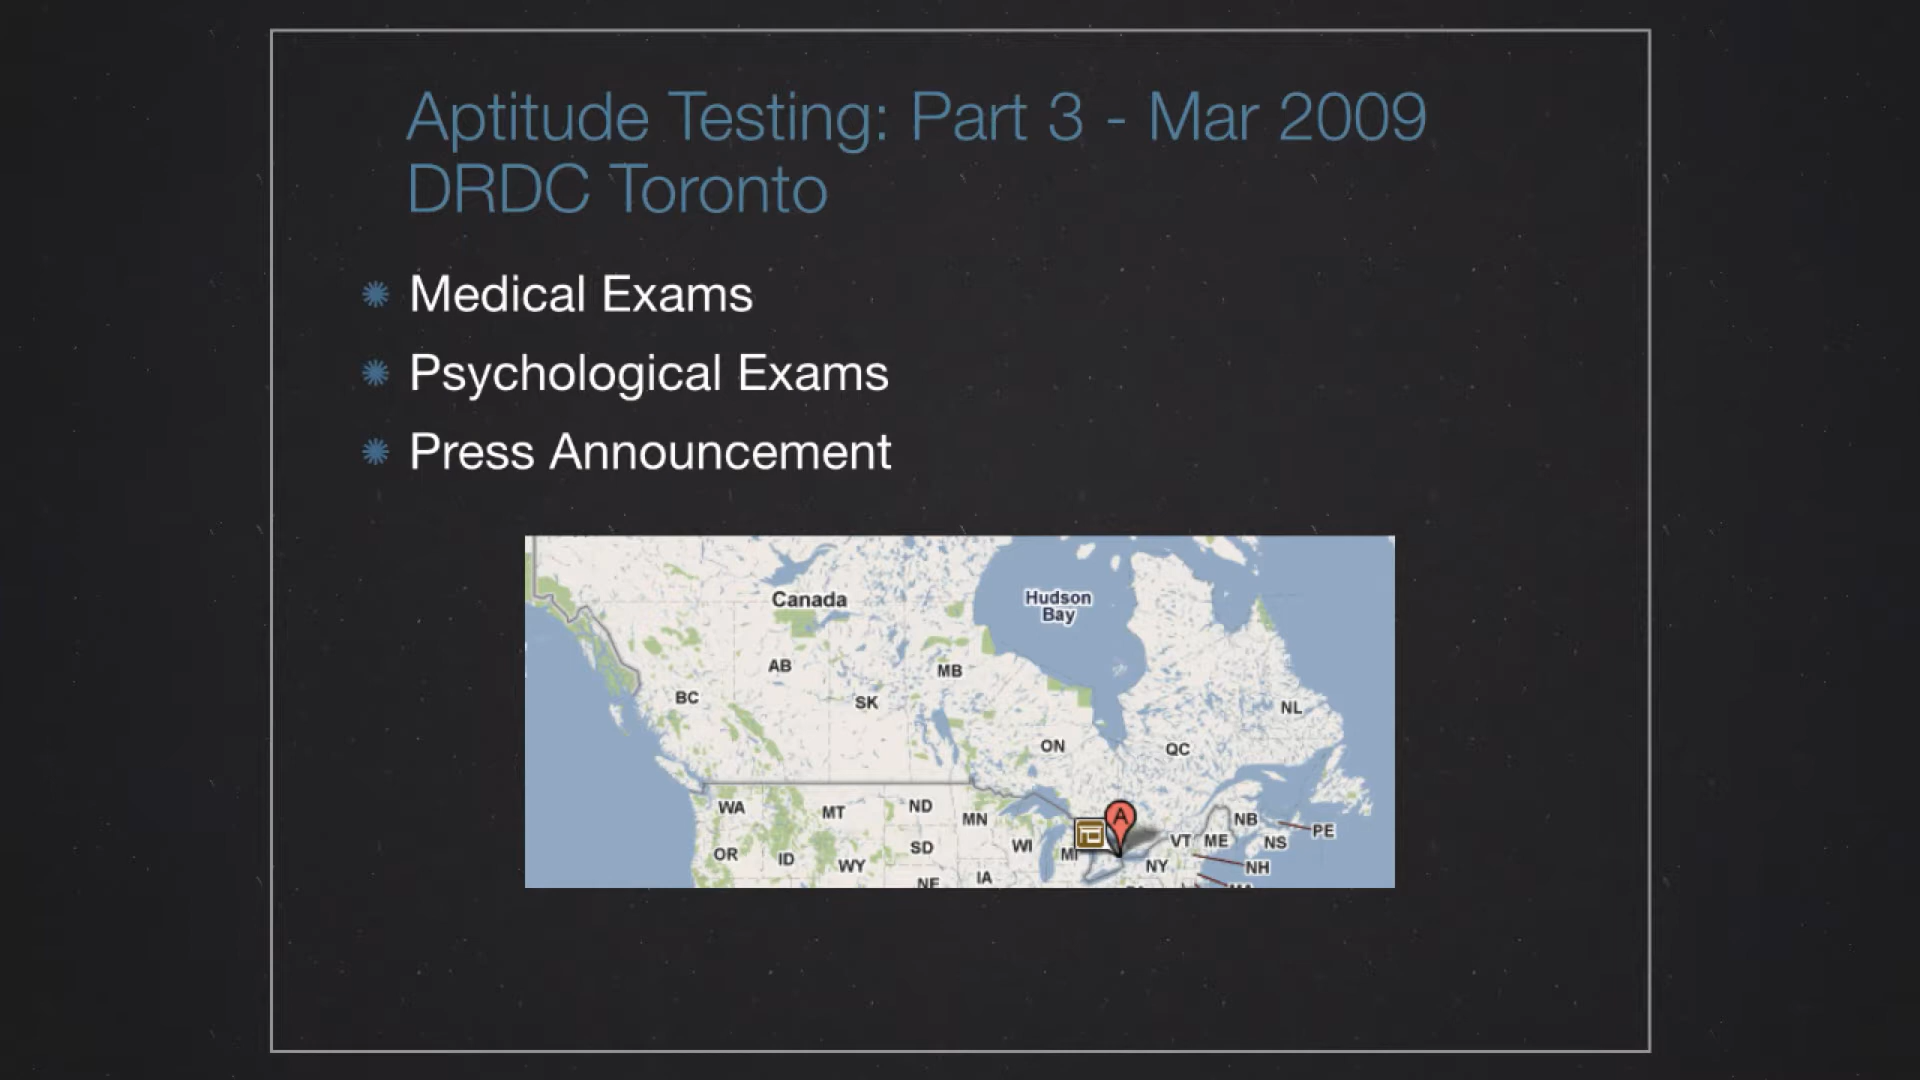 Aptitude Testing: Part 3 - Mar 2009
DRDC Toronto
Medical Exams
Psychological Exams
Press Announcement
Canada
Hudson
Bay
AB
MB
BC
SK
NL
ON
QC
WA
MT
ND
MN
A
NB
PE
OR
ID
WY
SD
WI
MI
NY
VT
ME
NS
NH
NE
IA
MA